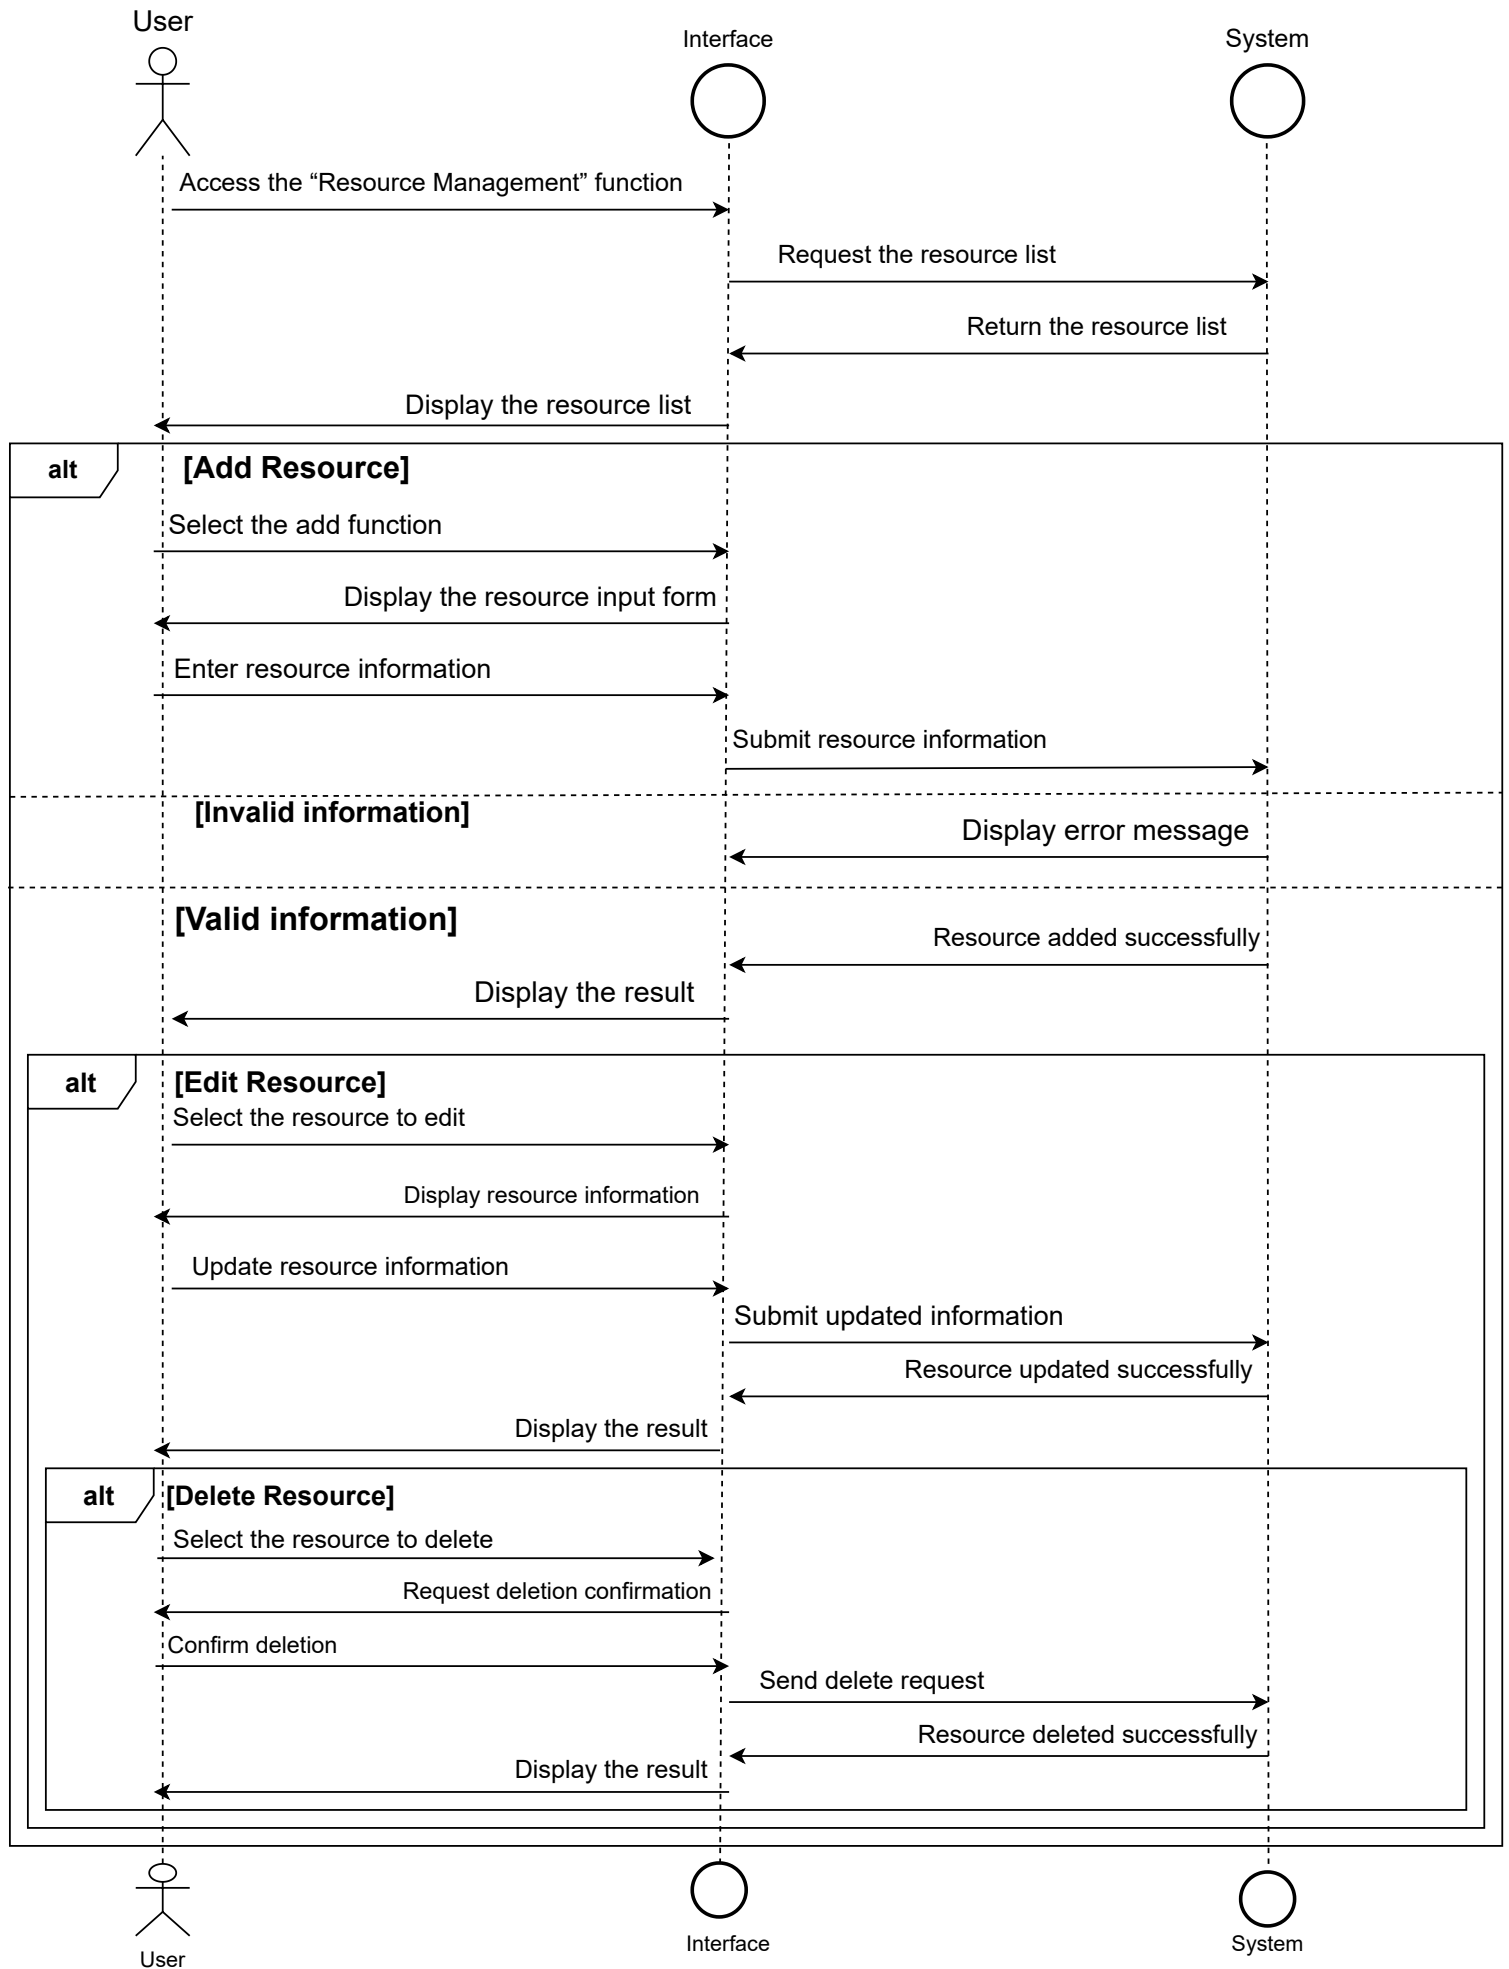 User
Interface
System
Access the “Resource Management” function
Request the resource list
Return the resource list
Display the resource list
alt
[Add Resource]
Select the add function
Display the resource input form
Enter resource information
Submit resource information
[Invalid information]
Display error message
[Valid information]
Resource added successfully
Display the result
alt
[Edit Resource]
Select the resource to edit
Display resource information
Update resource information
Submit updated information
Resource updated successfully
Display the result
alt
[Delete Resource]
Select the resource to delete
Request deletion confirmation
Confirm deletion
Send delete request
Resource deleted successfully
Display the result
User
Interface
System